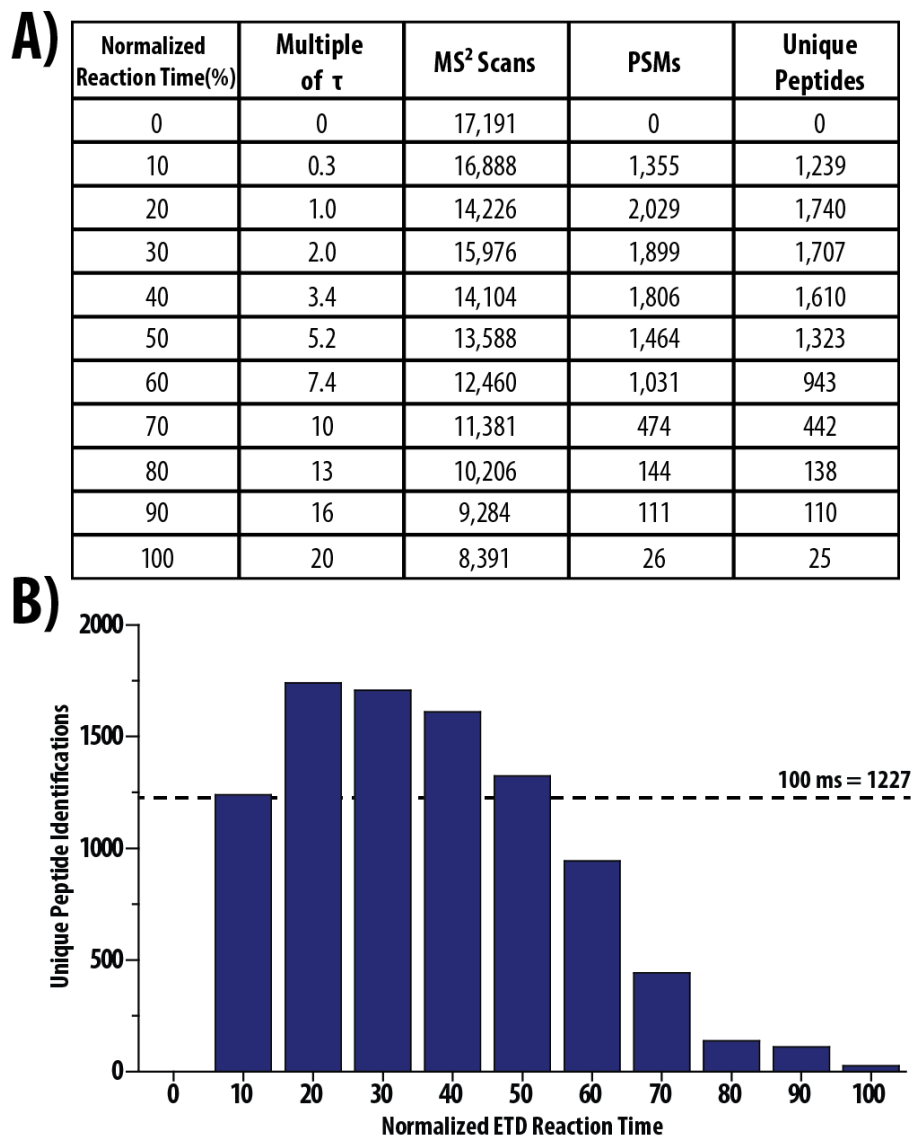 A)
Normalized Reaction Time(%) Multiple of τ MS² Scans PSMs Unique Peptides
0 0 17,191 0 0
10 0.3 16,888 1,355 1,239
20 1.0 14,226 2,029 1,740
30 2.0 15,976 1,899 1,707
40 3.4 14,104 1,806 1,610
50 5.2 13,588 1,464 1,323
60 7.4 12,460 1,031 943
70 10 11,381 474 442
80 13 10,206 144 138
90 16 9,284 111 110
100 20 8,391 26 25
B)
Unique Peptide Identifications
2000
1500
1000
500
0
100 ms = 1227
0 10 20 30 40 50 60 70 80 90 100
Normalized ETD Reaction Time